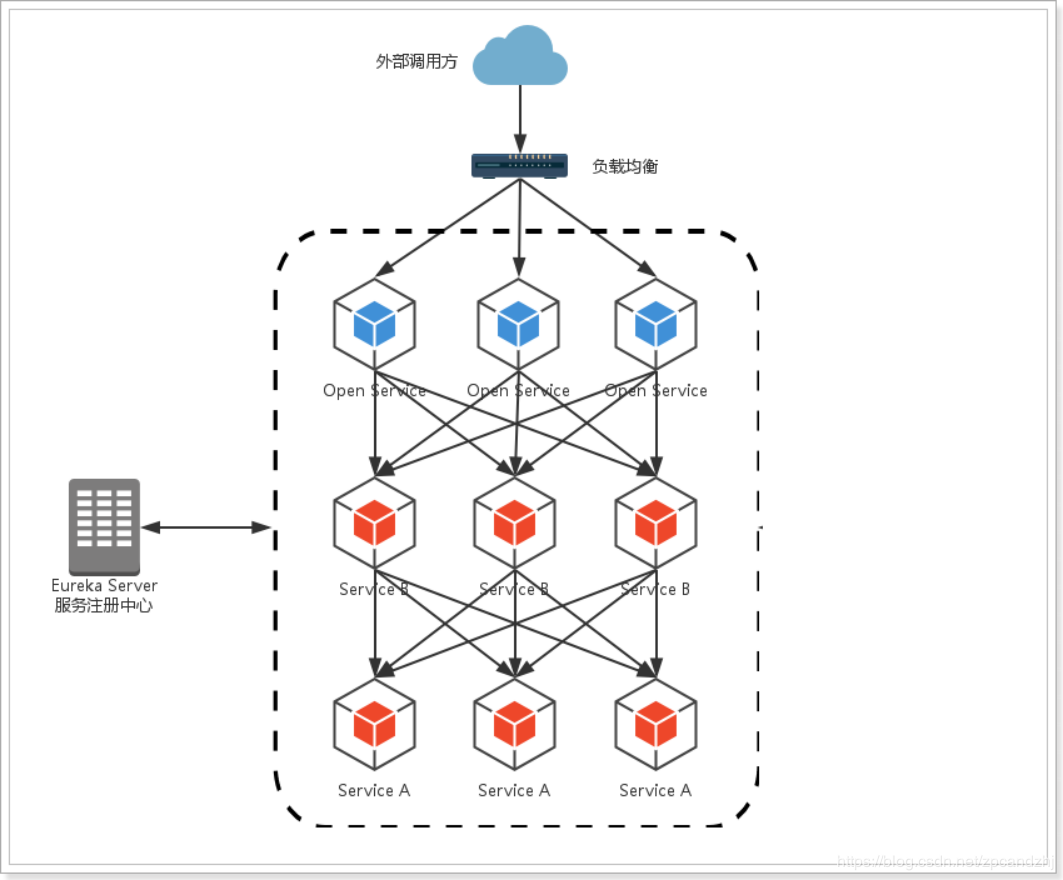 外部调用方
负载均衡
Open Service
Open Service
Open Service
Eureka Server
服务注册中心
Service B
Service B
Service B
Service A
Service A
Service A
https://blog.csdn.net/zpcandzhj